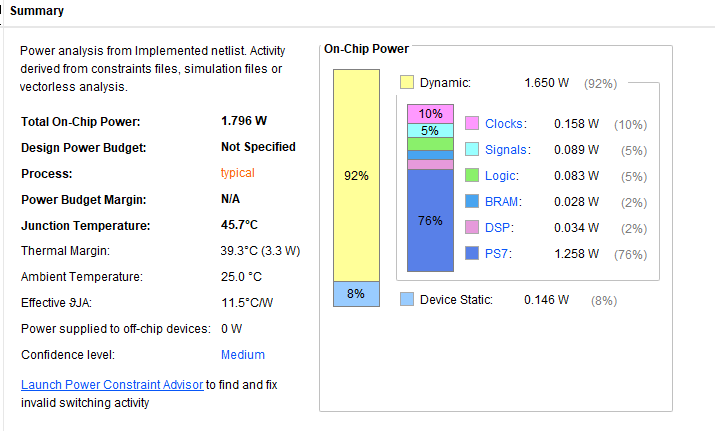 Summary
Power analysis from Implemented netlist. Activity
derived from constraints files, simulation files or
vectorless analysis.
Total On-Chip Power: 1.796 W
Design Power Budget: Not Specified
Process: typical
Power Budget Margin: N/A
Junction Temperature: 45.7°C
Thermal Margin: 39.3°C (3.3 W)
Ambient Temperature: 25.0 °C
Effective ϑJA: 11.5°C/W
Power supplied to off-chip devices: 0 W
Confidence level: Medium
Launch Power Constraint Advisor to find and fix
invalid switching activity
On-Chip Power
92%
8%
Dynamic: 1.650 W (92%)
10%
5%
76%
Clocks: 0.158 W (10%)
Signals: 0.089 W (5%)
Logic: 0.083 W (5%)
BRAM: 0.028 W (2%)
DSP: 0.034 W (2%)
PS7: 1.258 W (76%)
Device Static: 0.146 W (8%)